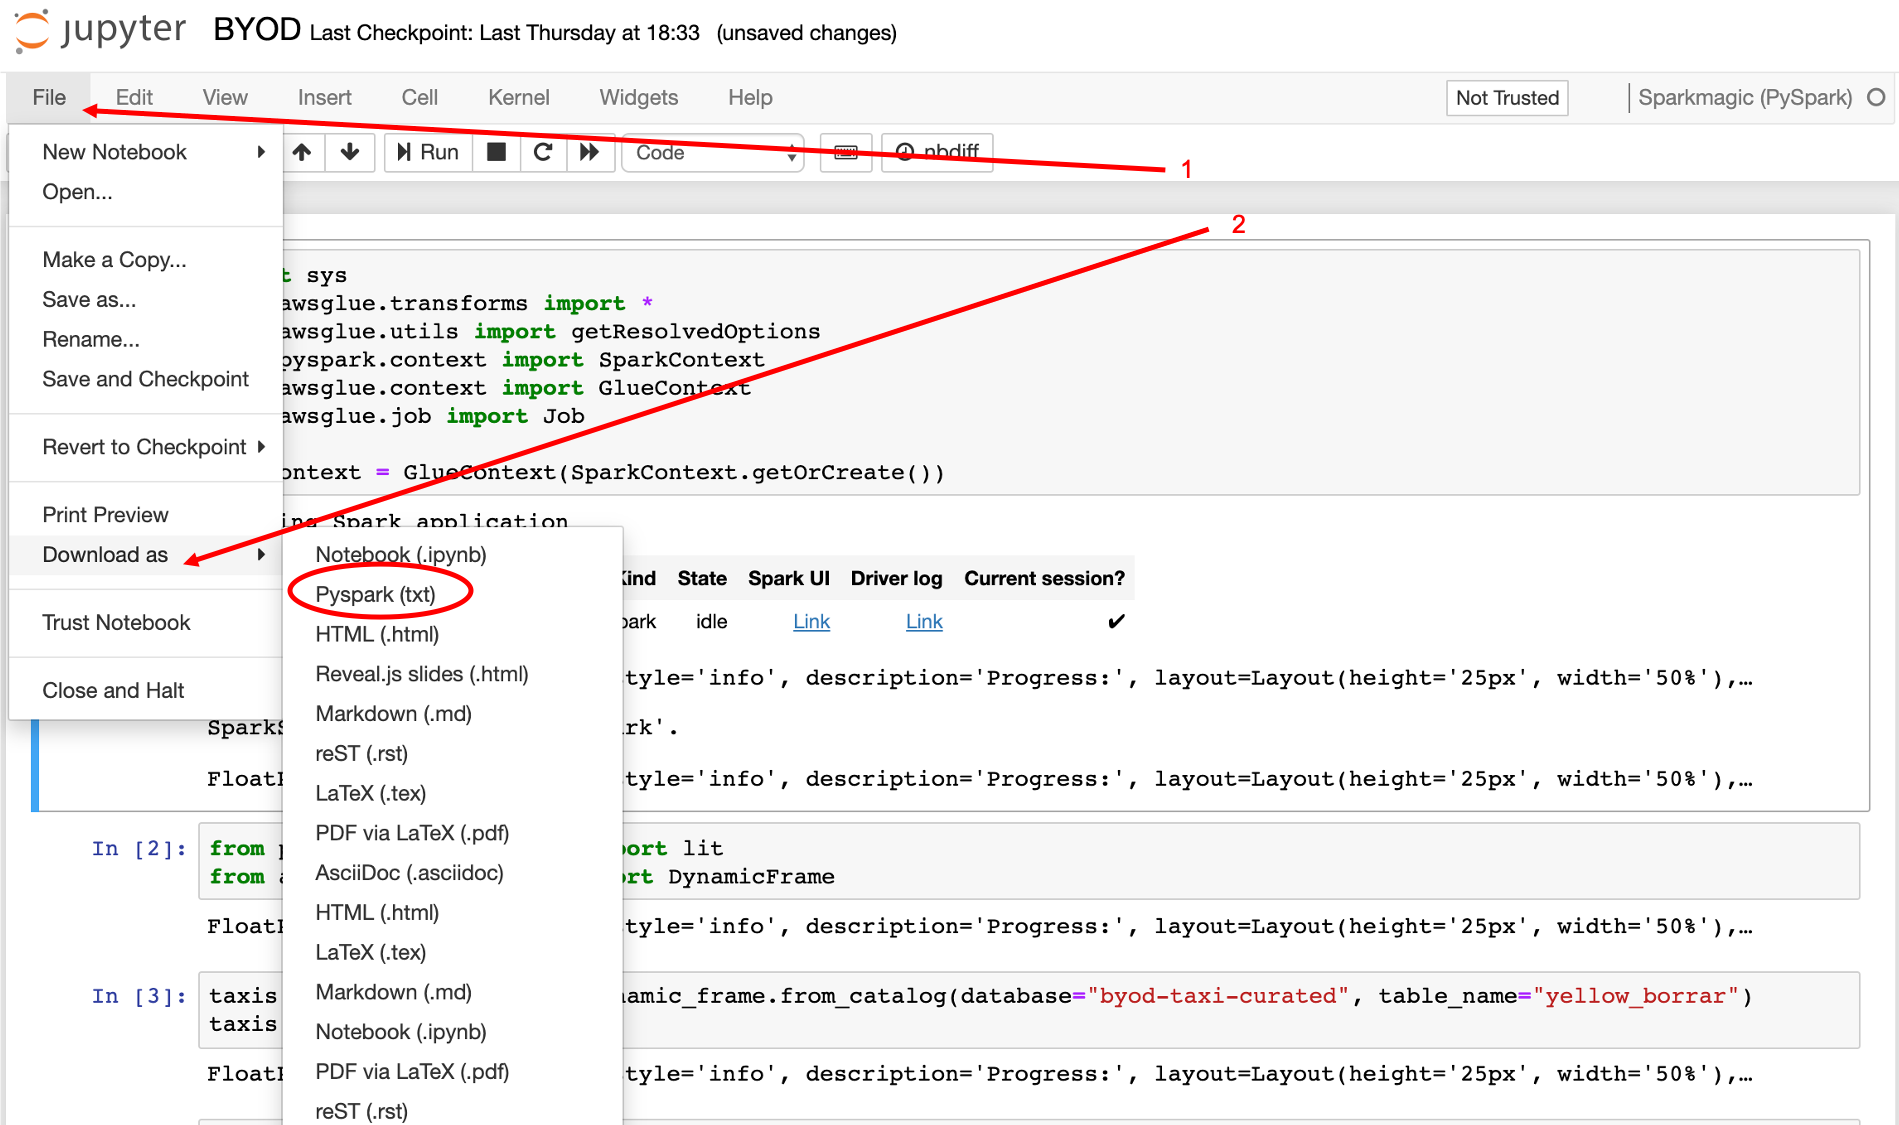 jupyter BYOD Last Checkpoint: Last Thursday at 18:33 (unsaved changes)
File Edit View Insert Cell Kernel Widgets Help Not Trusted Sparkmagic (PySpark)
New Notebook
Run Code nbdiff
1
Open...
2
Make a Copy...
Save as...
Rename...
Save and Checkpoint
Revert to Checkpoint
Print Preview
Download as
Trust Notebook
Close and Halt
t sys
awsglue.transforms import *
awsglue.utils import getResolvedOptions
pyspark.context import SparkContext
awsglue.context import GlueContext
awsglue.job import Job
ontext = GlueContext(SparkContext.getOrCreate())
ing Spark application
Notebook (.ipynb)
Pyspark (txt)
HTML (.html)
Reveal.js slides (.html)
Markdown (.md)
reST (.rst)
LaTeX (.tex)
PDF via LaTeX (.pdf)
AsciiDoc (.asciidoc)
HTML (.html)
LaTeX (.tex)
Markdown (.md)
Notebook (.ipynb)
PDF via LaTeX (.pdf)
reST (.rst)
Kind State Spark UI Driver log Current session?
park idle Link Link ✔
tyle='info', description='Progress:', layout=Layout(height='25px', width='50%'),…
SparkS rk'.
FloatP tyle='info', description='Progress:', layout=Layout(height='25px', width='50%'),…
In [2]: from p port lit
from a ort DynamicFrame
FloatP tyle='info', description='Progress:', layout=Layout(height='25px', width='50%'),…
In [3]: taxis namic_frame.from_catalog(database="byod-taxi-curated", table_name="yellow_borrar")
taxis
FloatP tyle='info', description='Progress:', layout=Layout(height='25px', width='50%'),…